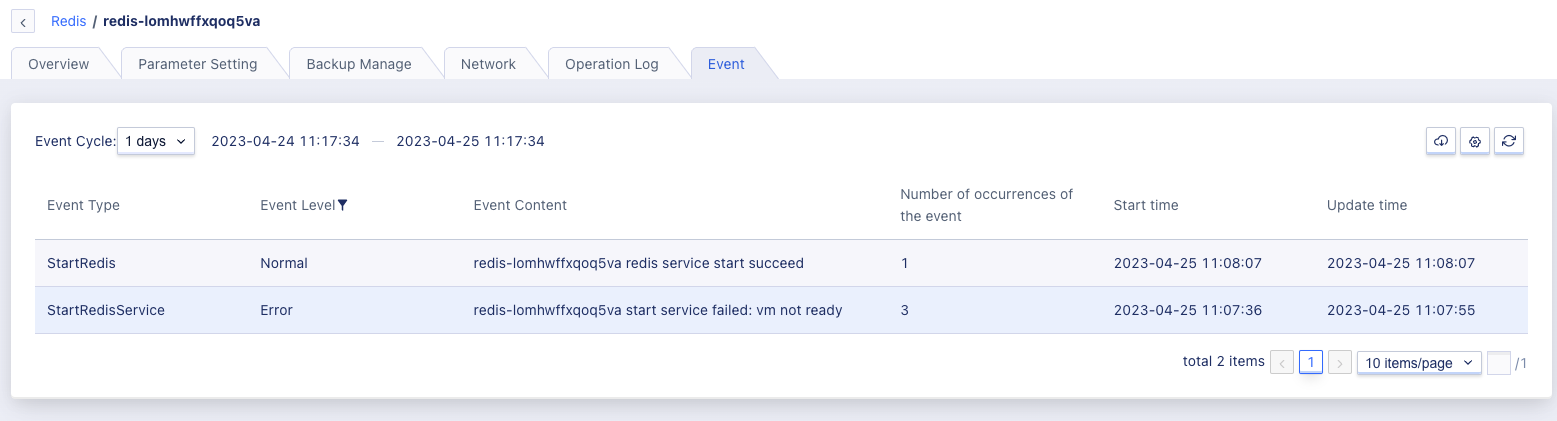 Redis / redis-lomhwffxqoq5va
Overview Parameter Setting Backup Manage Network Operation Log Event
Event Cycle: 1 days 2023-04-24 11:17:34 — 2023-04-25 11:17:34
Event Type Event Level Event Content Number of occurrences of the event Start time Update time
StartRedis Normal redis-lomhwffxqoq5va redis service start succeed 1 2023-04-25 11:08:07 2023-04-25 11:08:07
StartRedisService Error redis-lomhwffxqoq5va start service failed: vm not ready 3 2023-04-25 11:07:36 2023-04-25 11:07:55
total 2 items 1 10 items/page /1